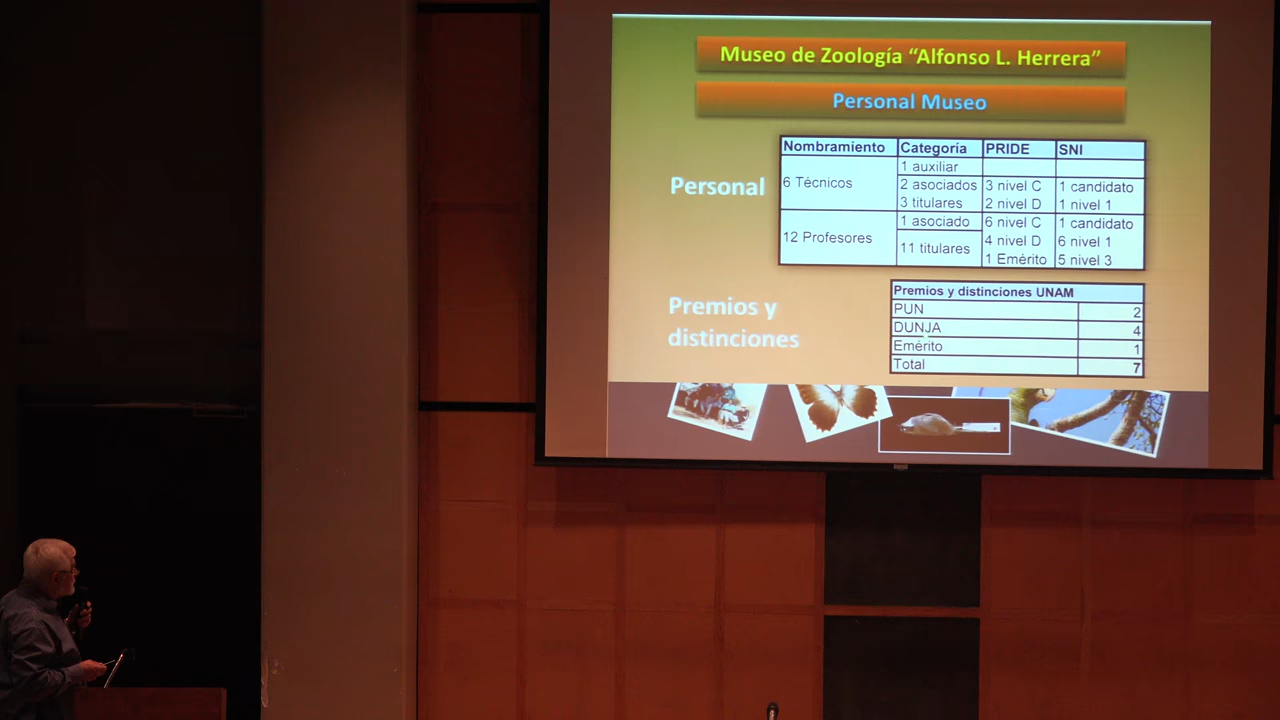 Museo de Zoología “Alfonso L. Herrera”
Personal Museo
Personal
Nombramiento Categoría PRIDE SNI
6 Técnicos
1 auxiliar
2 asociados 3 nivel C 1 candidato
3 titulares 2 nivel D 1 nivel 1
12 Profesores
1 asociado 6 nivel C 1 candidato
11 titulares 4 nivel D 6 nivel 1
1 Emérito 5 nivel 3
Premios y
distinciones
Premios y distinciones UNAM
PUN 2
DUNJA 4
Emérito 1
Total 7